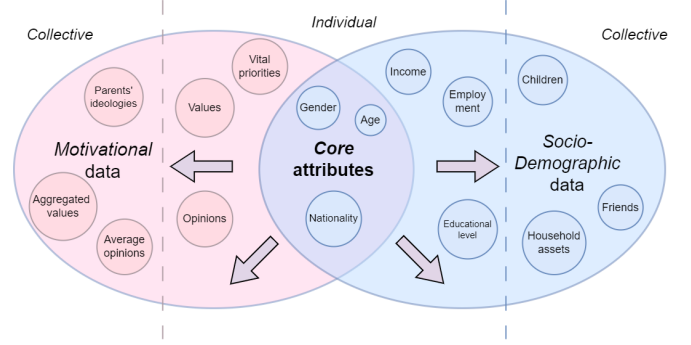 Individual
Collective
Collective
Vital
priorities
Income
Children
Parents'
ideologies
Values
Gender
Age
Employ
ment
Motivational
data
Core
attributes
Socio-
Demographic
data
Aggregated
values
Opinions
Nationality
Educational
level
Friends
Average
opinions
Household
assets